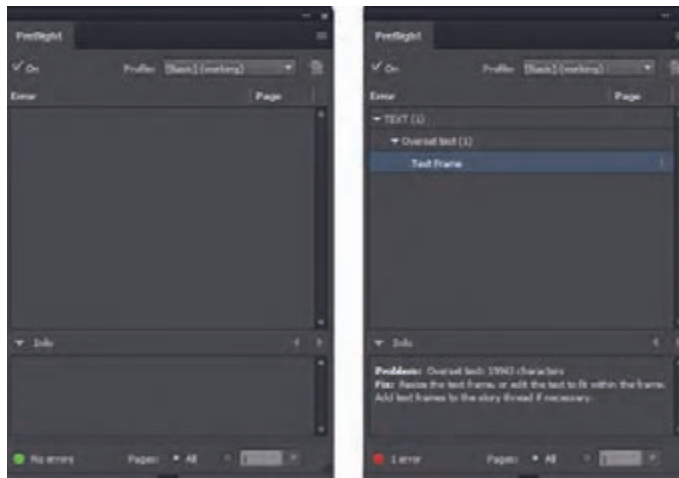 Preflight
On Profile: [Basic] (working)
Error Page
Info
No errors Pages: All 1
Preflight
On Profile: [Basic] (working)
Error Page
TEXT (1)
Overset text (1)
Text Frame 1
Info
Problem: Overset text: characters
Fix: Resize the text frame, or edit the text to fit within the frame.
Add text frames to the story thread if necessary.
1 error Pages: All 1